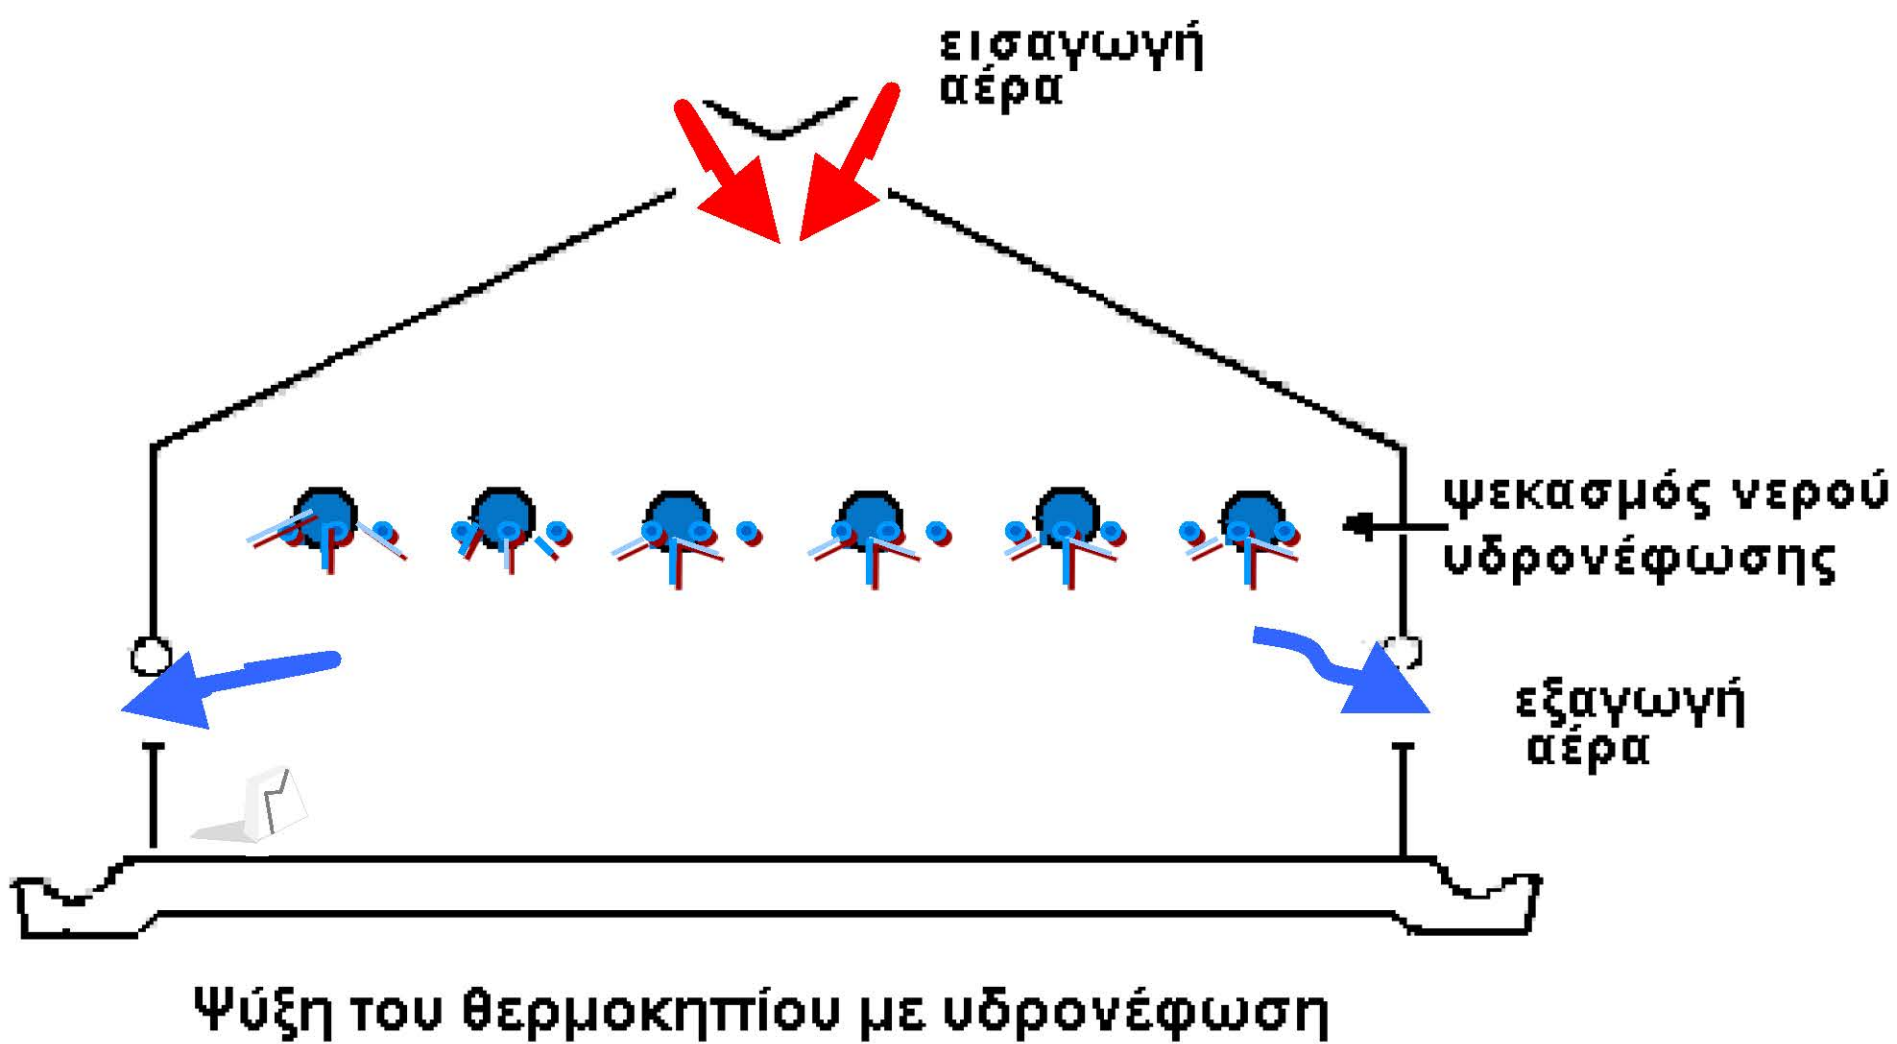 εισαγωγή
αέρα
ψεκασμός νερού
υδρονέφωσης
εξαγωγή
αέρα
Ψύξη του θερμοκηπίου με υδρονέφωση